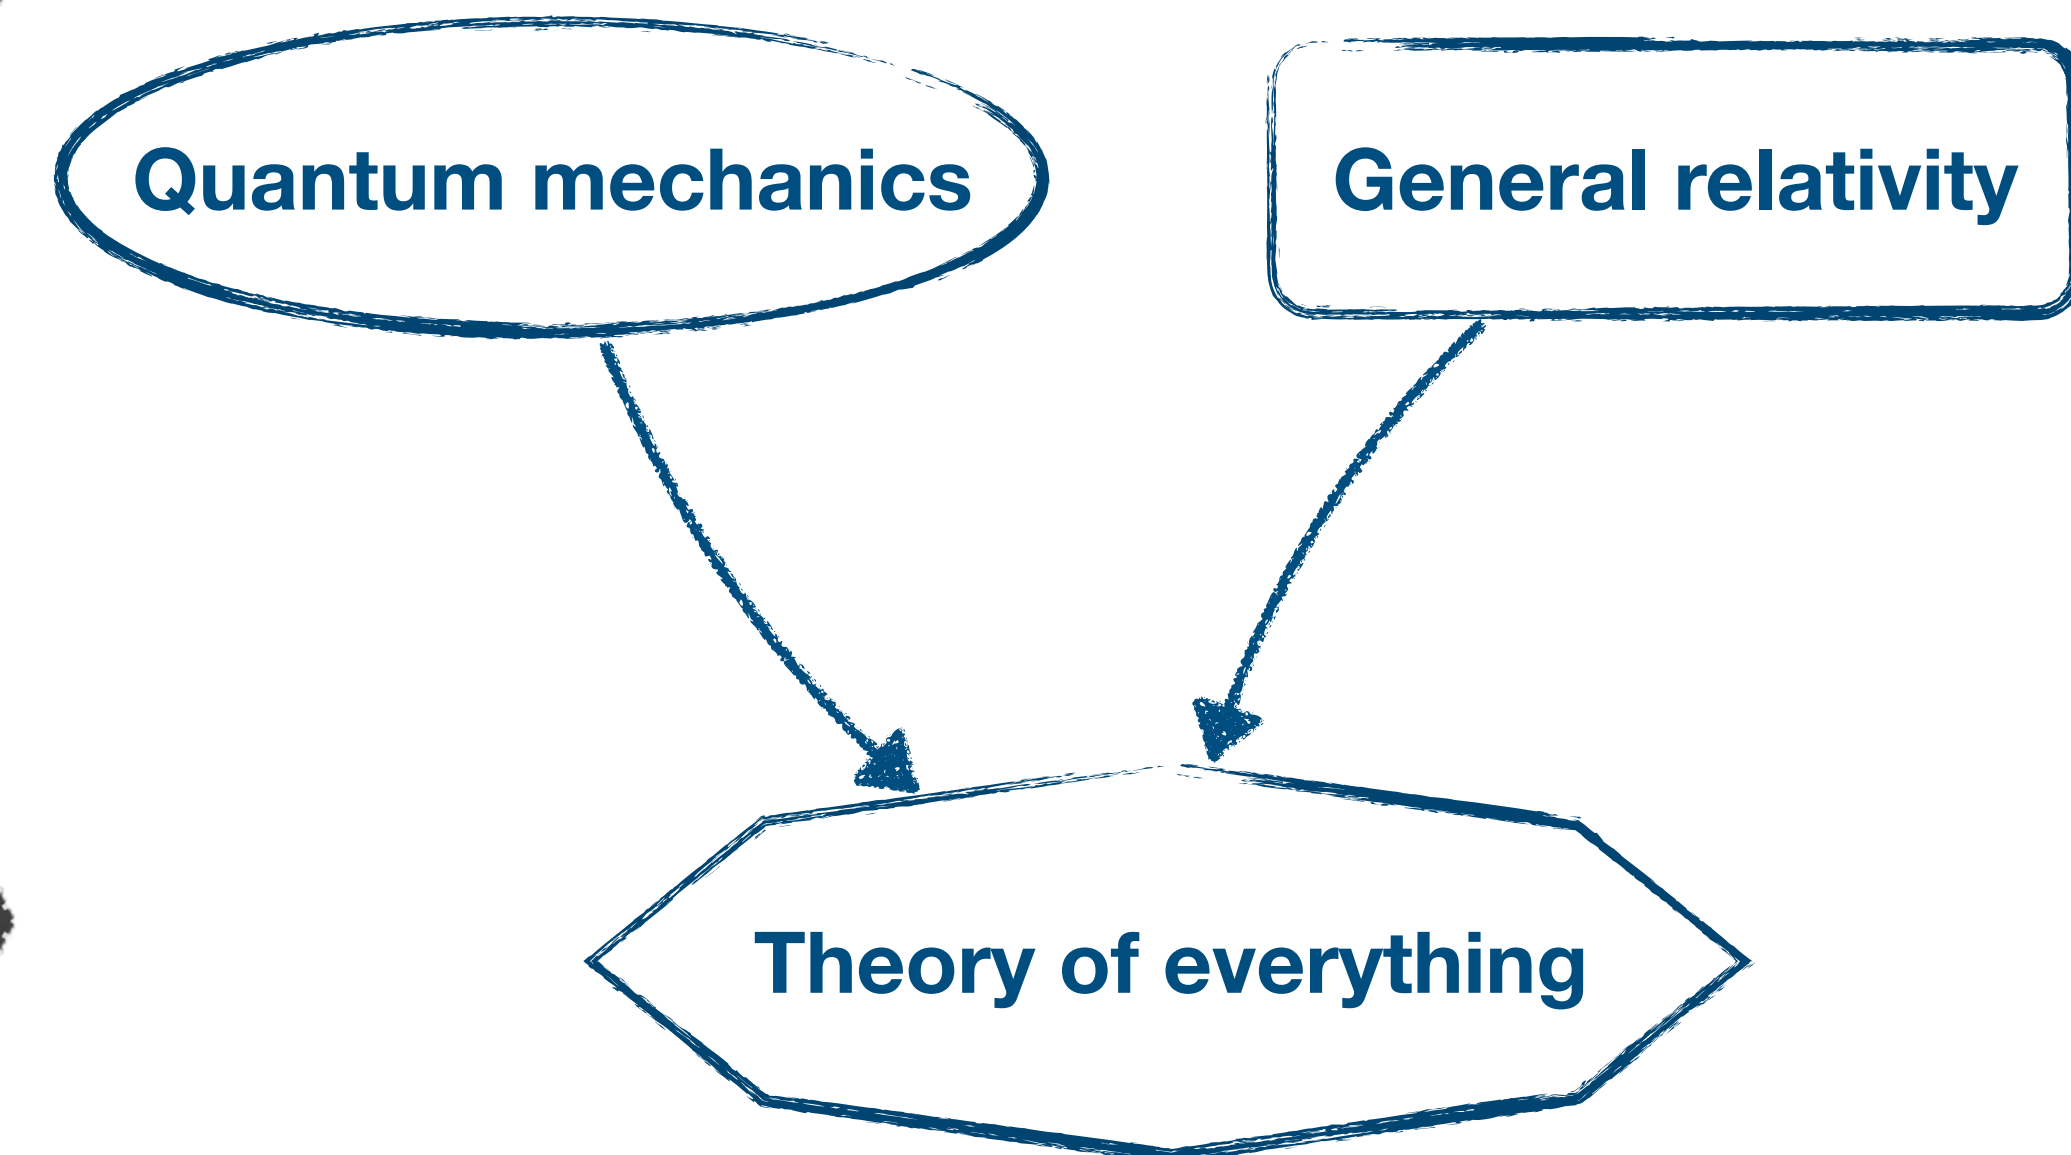 Quantum mechanics
General relativity
Theory of everything